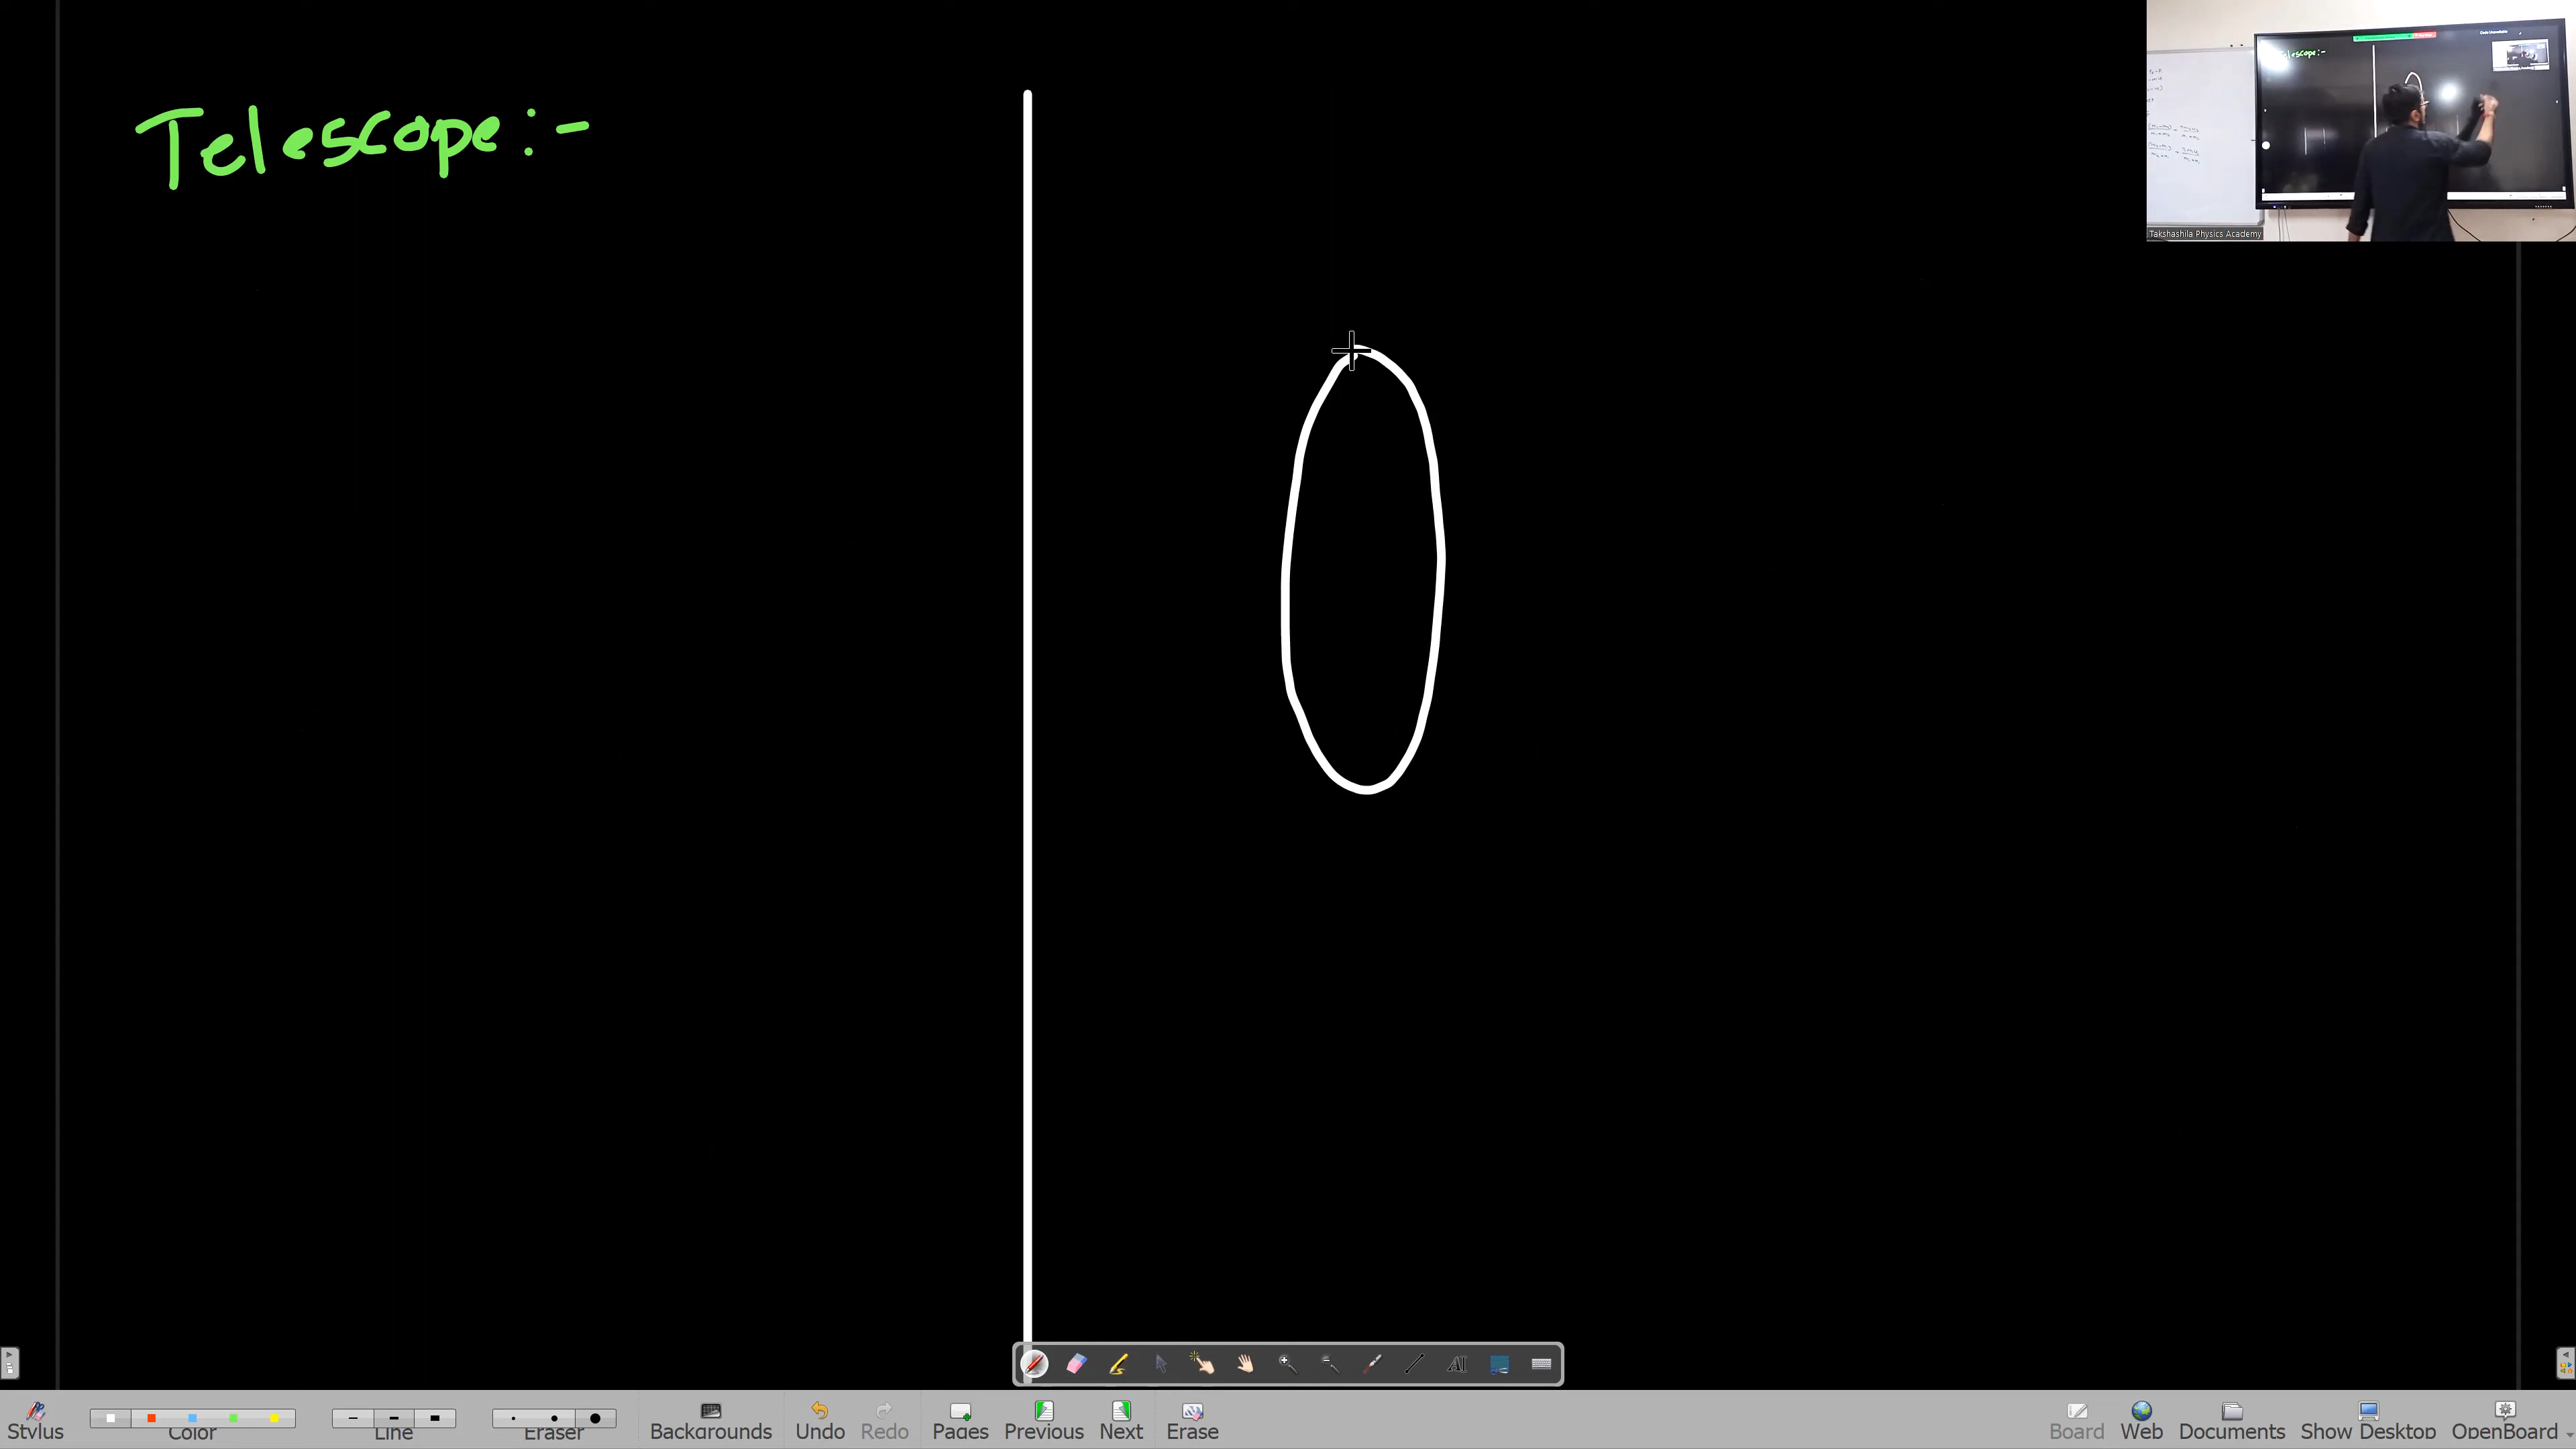 Telescope:-
Telescope:-
Takshashila Physics Academy
Stylus
Color
Line
Eraser
Backgrounds
Undo
Redo
Pages
Previous
Next
Erase
Board
Web
Documents
Show Desktop
OpenBoard